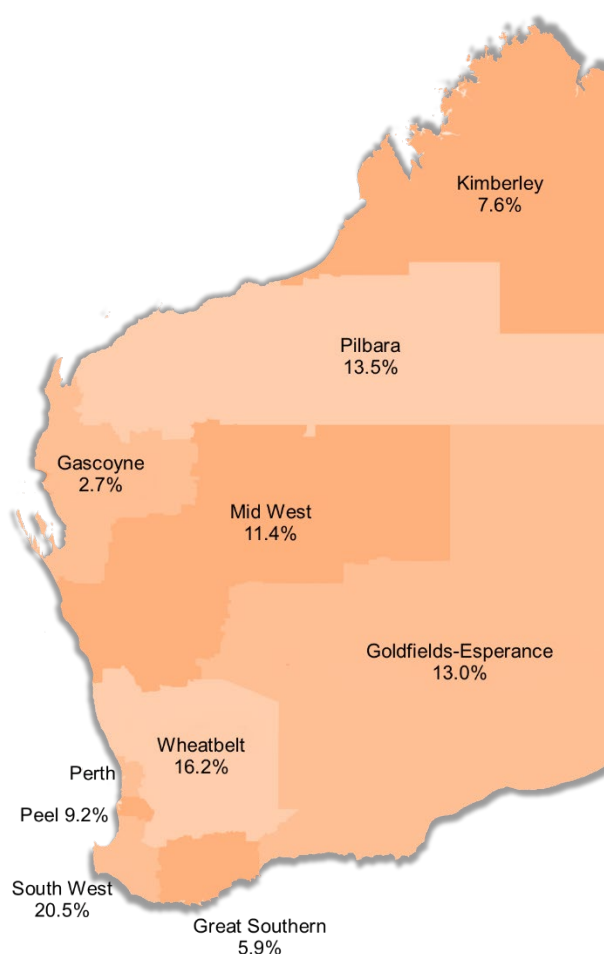 Kimberley
7.6%
Pilbara
13.5%
Gascoyne
2.7%
Mid West
11.4%
Goldfields-Esperance
13.0%
Wheatbelt
16.2%
Perth
Peel 9.2%
South West
20.5%
Great Southern
5.9%